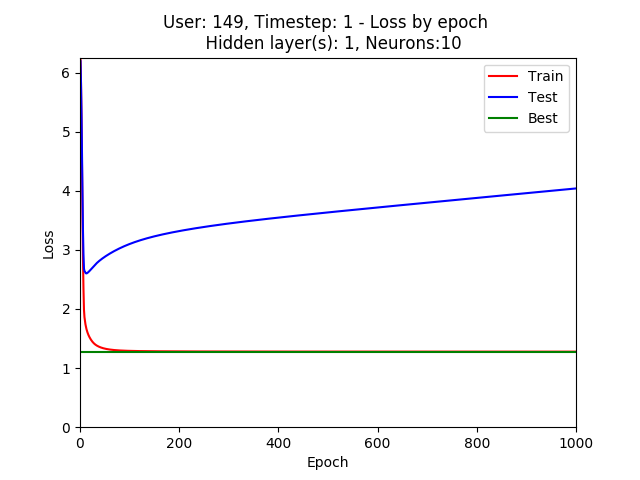 User: 149, Timestep: 1 - Loss by epoch
Hidden layer(s): 1, Neurons:10
Train
Test
Best
6
5
4
3
2
1
0
Loss
0
200
400
600
800
1000
Epoch